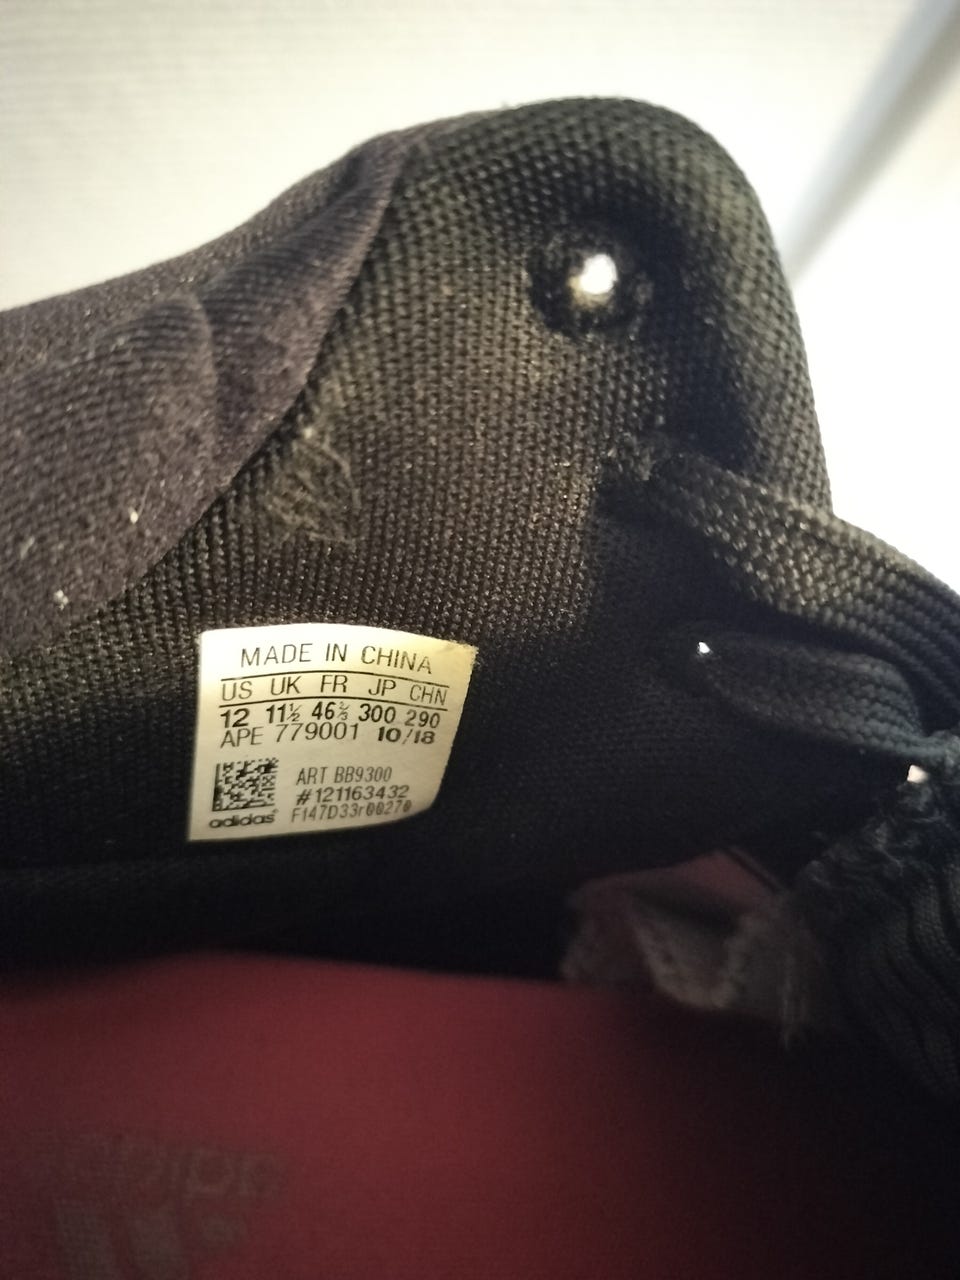 MADE IN CHINA
US UK FR JP CHN
12 11½ 46⅔ 300 290
APE 779001 10/18
ART BB9300
#121163432
F147D33r00270
adidas
adidas